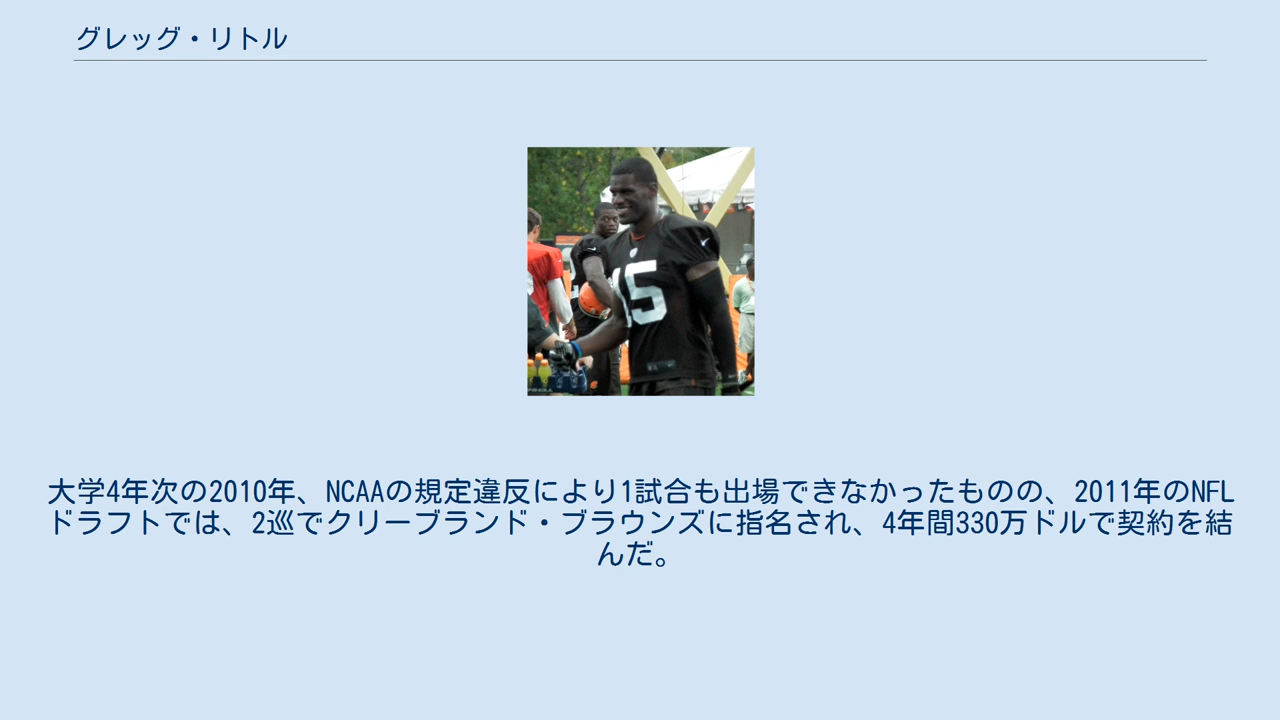 グレッグ・リトル
15
大学4年次の2010年、NCAAの規定違反により1試合も出場できなかったものの、2011年のNFL
ドラフトでは、2巡でクリーブランド・ブラウンズに指名され、4年間330万ドルで契約を結
んだ。